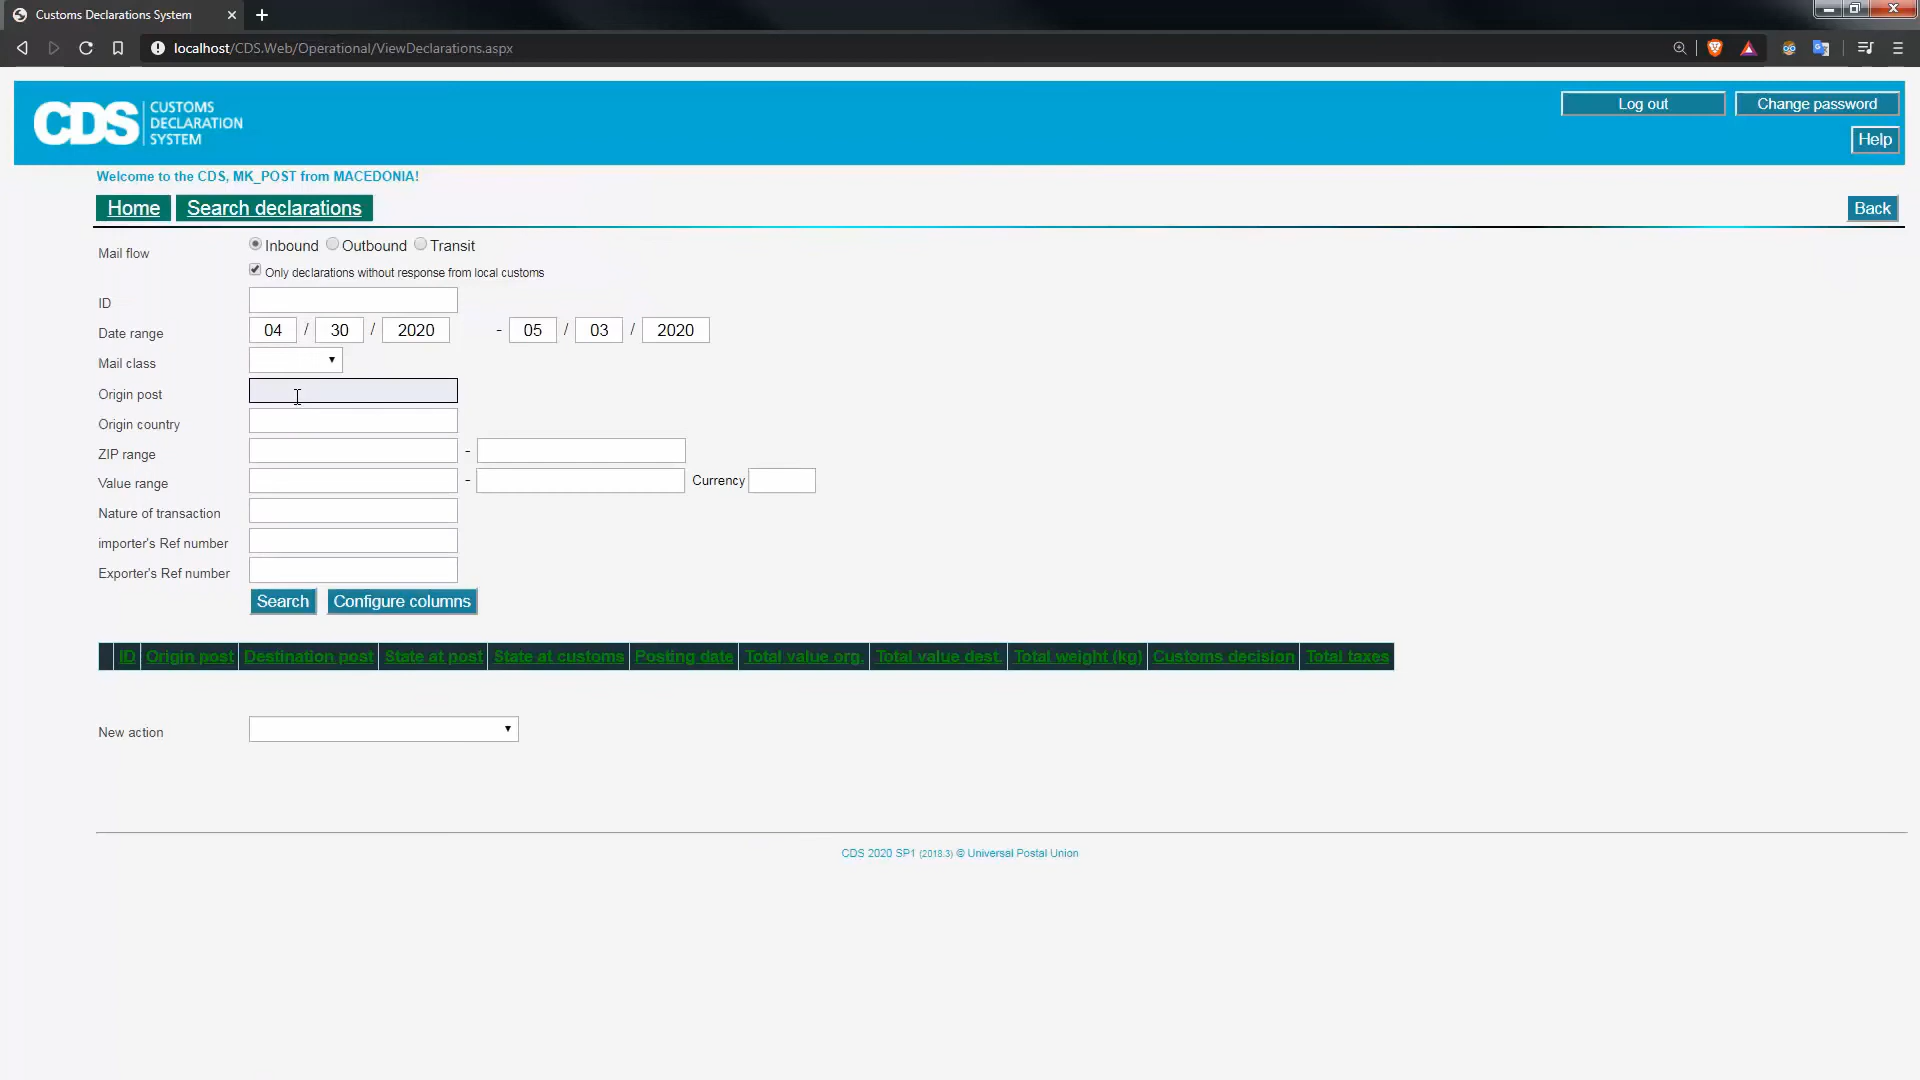 Customs Declarations System
localhost/CDS.Web/Operational/ViewDeclarations.aspx
CDS CUSTOMS DECLARATION SYSTEM
Log out Change password
Help
Welcome to the CDS, MK_POST from MACEDONIA!
Home Search declarations Back
Mail flow Inbound Outbound Transit
Only declarations without response from local customs
ID
Date range 04 / 30 / 2020 - 05 / 03 / 2020
Mail class
Origin post
Origin country
ZIP range -
Value range - Currency
Nature of transaction
importer's Ref number
Exporter's Ref number
Search Configure columns
ID Origin post Destination post State at post State at customs Posting date Total value org. Total value dest. Total weight (kg) Customs decision Total taxes
New action
CDS 2020 SP1 (2018.3) © Universal Postal Union